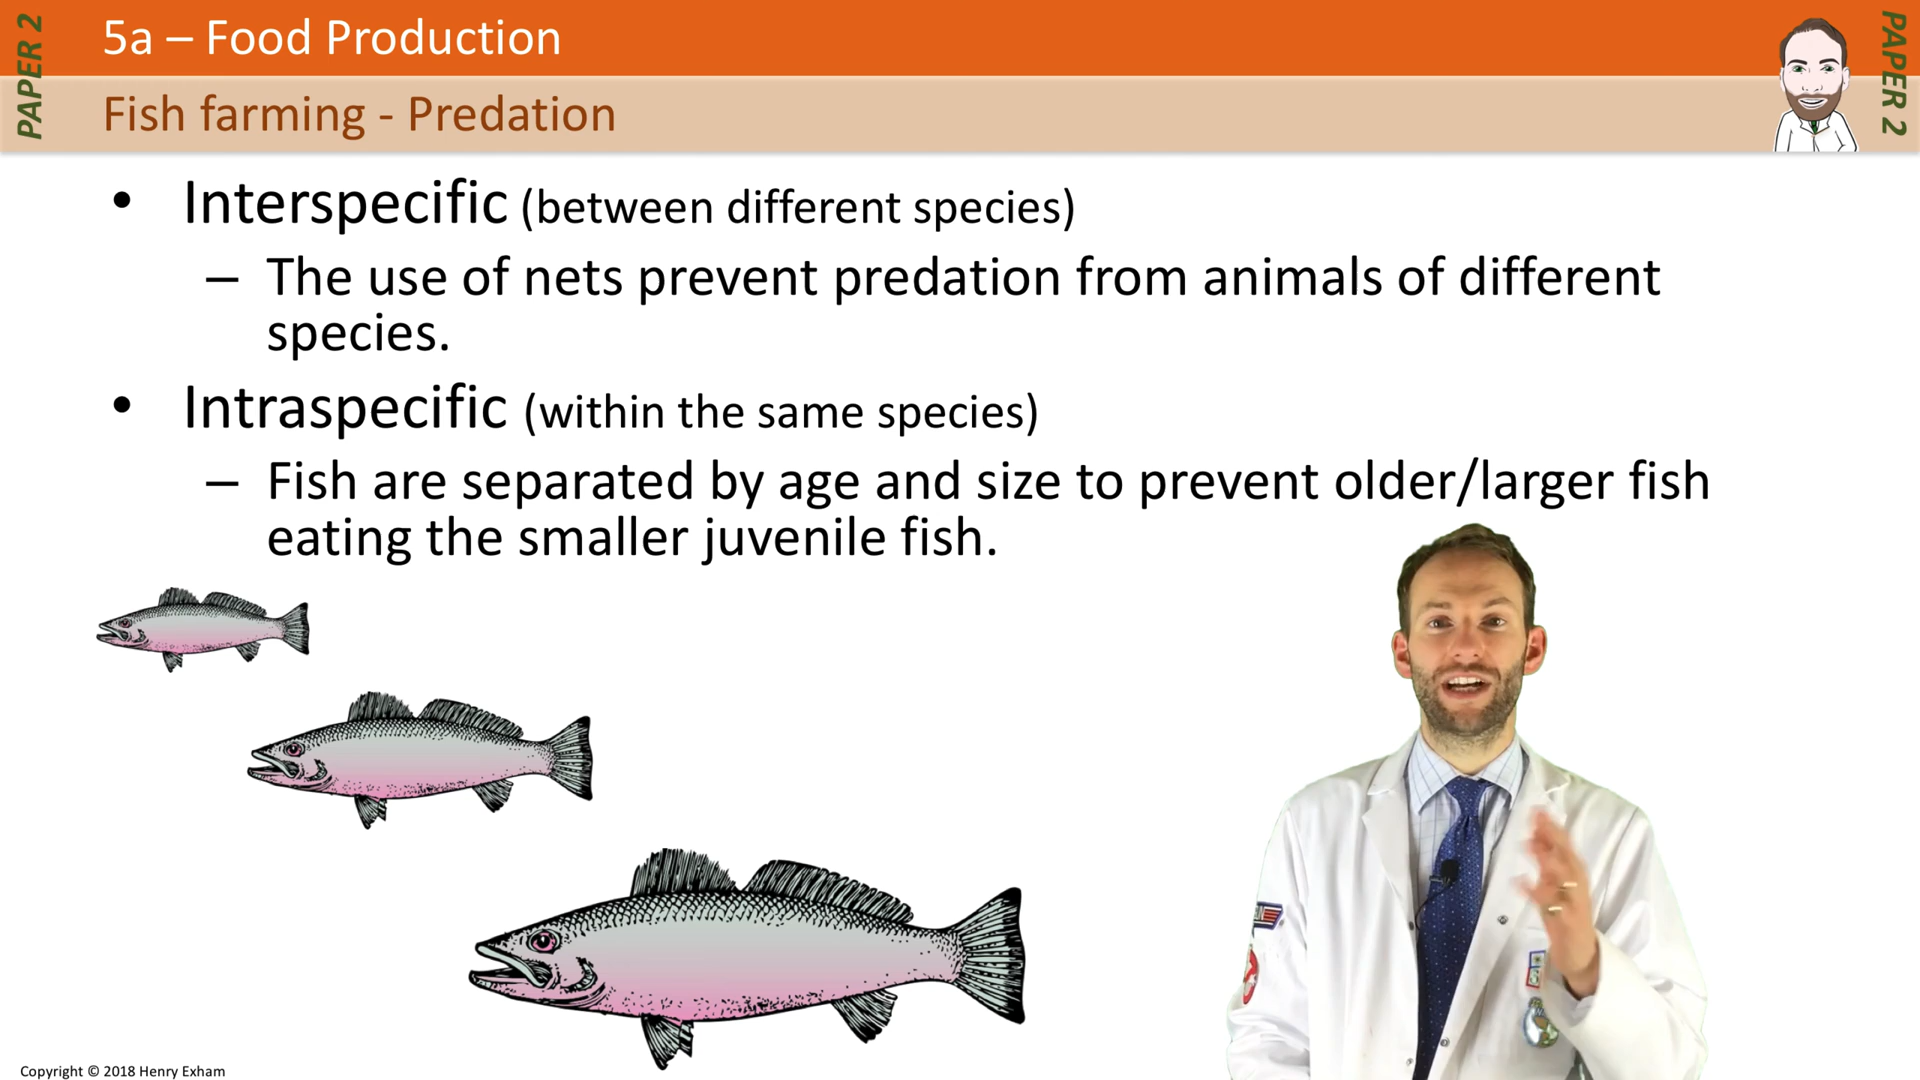 PAPER 2
5a – Food Production
PAPER 2
Fish farming - Predation
• Interspecific (between different species)
– The use of nets prevent predation from animals of different
species.
• Intraspecific (within the same species)
– Fish are separated by age and size to prevent older/larger fish
eating the smaller juvenile fish.
Copyright © 2018 Henry Exham